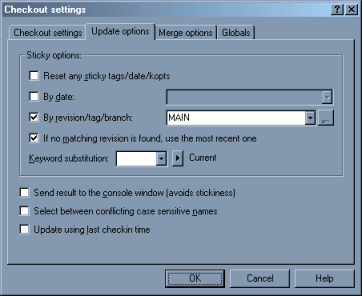 Checkout settings
Checkout settings Update options Merge options Globals
Sticky options:
Reset any sticky tags/date/kopts
By date:
By revision/tag/branch: MAIN ...
If no matching revision is found, use the most recent one
Keyword substitution: Current
Send result to the console window (avoids stickiness)
Select between conflicting case sensitive names
Update using last checkin time
OK Cancel Help